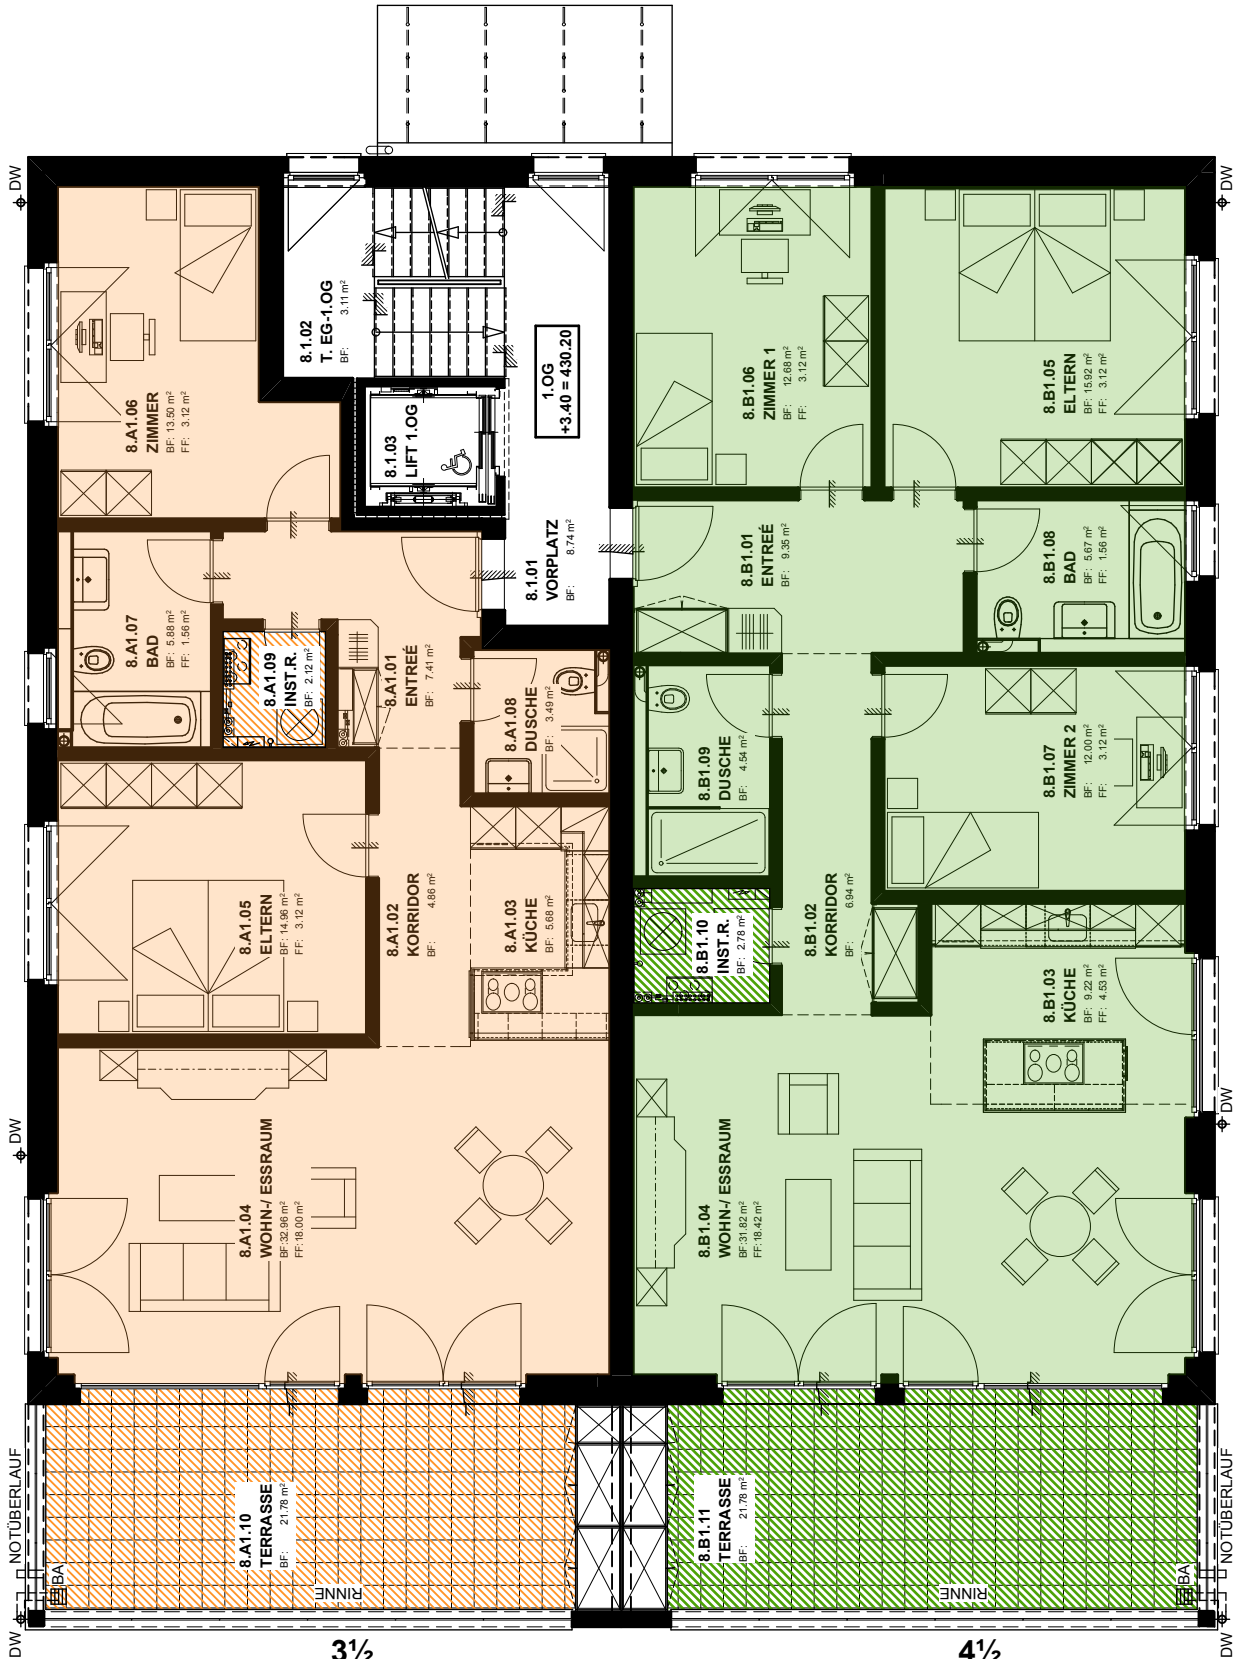 DW
DW
8.A1.06
ZIMMER
BF: 13.50 m²
FF: 3.12 m²
8.1.02
T. EG-1.OG
BF: 3.11 m²
8.1.03
LIFT 1.OG
1.OG
+3.40 = 430.20
8.1.01
VORPLATZ
BF: 8.74 m²
8.B1.06
ZIMMER 1
BF: 12.68 m²
FF: 3.12 m²
8.B1.05
ELTERN
BF: 15.92 m²
FF: 3.12 m²
8.A1.07
BAD
BF: 5.88 m²
FF: 1.56 m²
8.A1.09
INST.R.
BF: 2.12 m²
8.A1.01
ENTREÉ
BF: 7.41 m²
8.A1.08
DUSCHE
BF: 3.49 m²
8.B1.01
ENTREÉ
BF: 9.35 m²
8.B1.08
BAD
BF: 5.67 m²
FF: 1.56 m²
8.B1.09
DUSCHE
BF: 4.54 m²
8.B1.07
ZIMMER 2
BF: 12.00 m²
FF: 3.12 m²
8.A1.05
ELTERN
BF: 14.96 m²
FF: 3.12 m²
8.A1.02
KORRIDOR
BF: 4.86 m²
8.A1.03
KÜCHE
BF: 5.68 m²
8.B1.10
INST.R.
BF: 2.78 m²
8.B1.02
KORRIDOR
BF: 6.94 m²
8.B1.03
KÜCHE
BF: 9.22 m²
FF: 4.53 m²
DW
DW
8.A1.04
WOHN-/ ESSRAUM
BF: 32.96 m²
FF: 18.00 m²
8.B1.04
WOHN-/ ESSRAUM
BF: 31.82 m²
FF: 18.42 m²
NOTÜBERLAUF
BA
8.A1.10
TERRASSE
BF: 21.78 m²
RINNE
8.B1.11
TERRASSE
BF: 21.78 m²
RINNE
BA
NOTÜBERLAUF
DW
DW
3½
4½